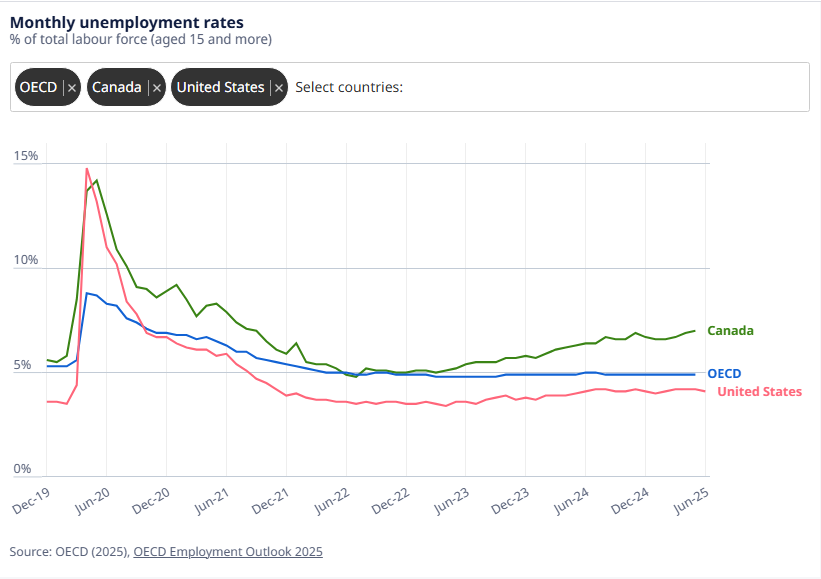 Monthly unemployment rates
% of total labour force (aged 15 and more)
OECD | × Canada | × United States | × Select countries:
15%
10%
5%
0%
Canada
OECD
United States
Dec-19 Jun-20 Dec-20 Jun-21 Dec-21 Jun-22 Dec-22 Jun-23 Dec-23 Jun-24 Dec-24 Jun-25
Source: OECD (2025), OECD Employment Outlook 2025